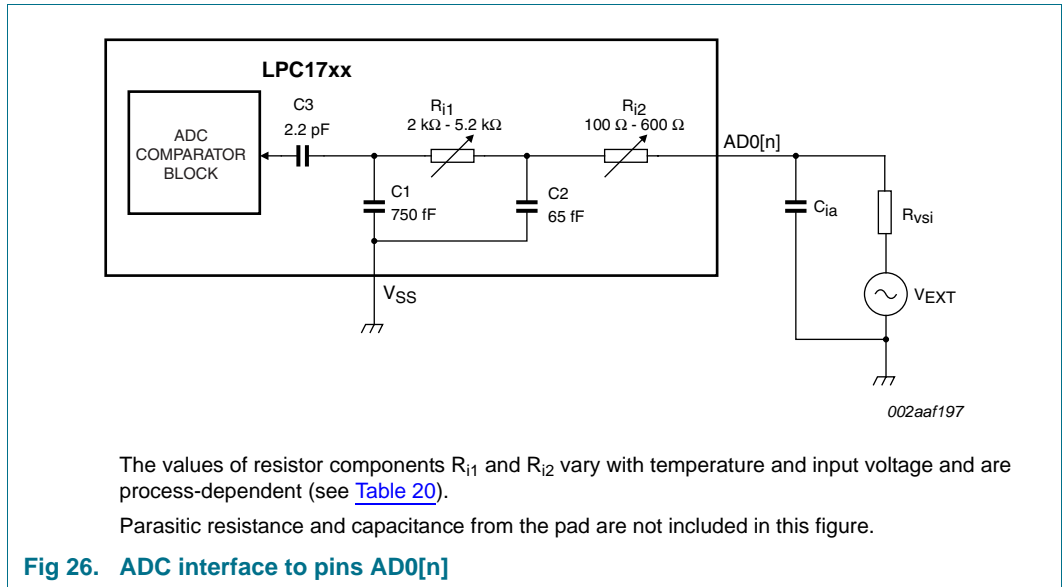 LPC17xx
ADC
COMPARATOR
BLOCK
C3
2.2 pF
Ri1
2 kΩ - 5.2 kΩ
Ri2
100 Ω - 600 Ω
AD0[n]
C1
750 fF
C2
65 fF
Cia
Rvsi
VSS
VEXT
002aaf197
The values of resistor components Ri1 and Ri2 vary with temperature and input voltage and are
process-dependent (see Table 20).
Parasitic resistance and capacitance from the pad are not included in this figure.
Fig 26. ADC interface to pins AD0[n]